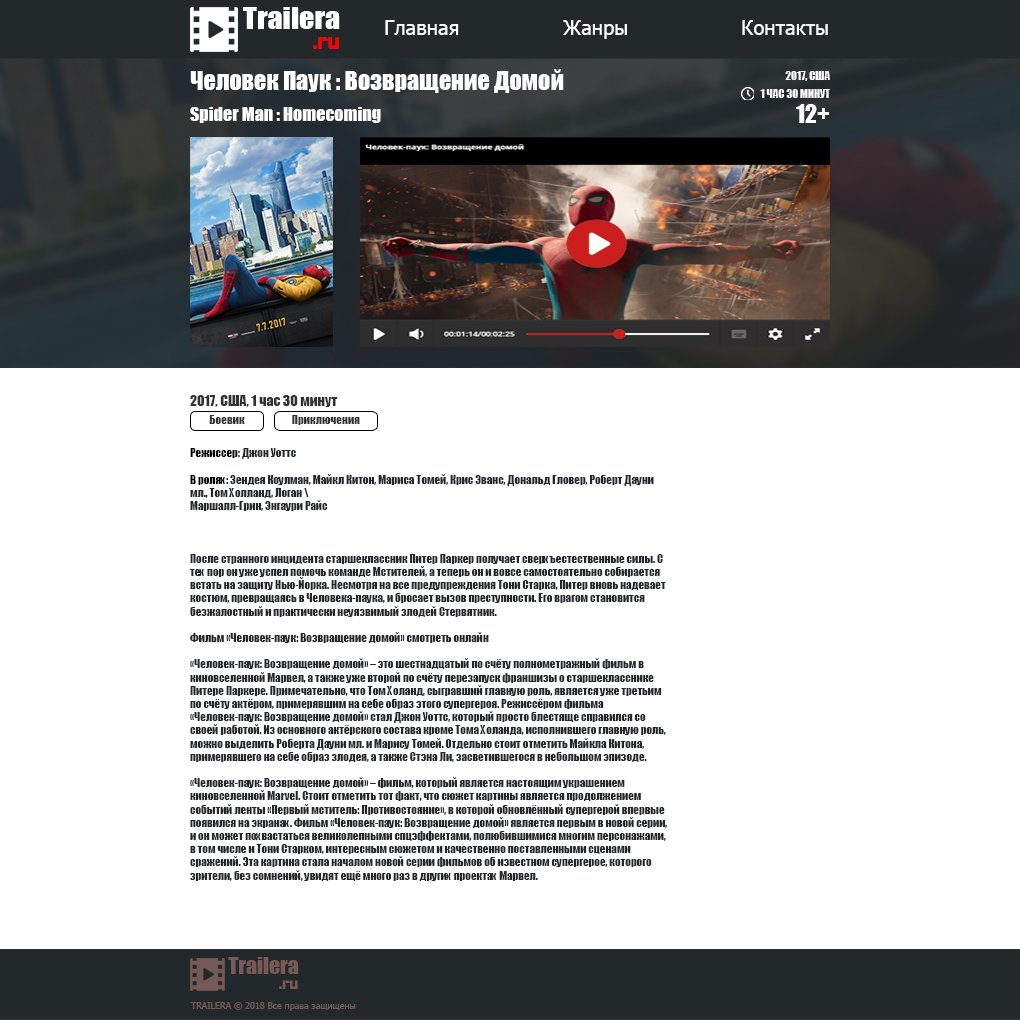 Trailera
.ru
Главная
Жанры
Контакты
Человек Паук : Возвращение Домой
2017, США
1 ЧАС 30 МИНУТ
Spider Man : Homecoming
12+
Человек-паук: Возвращение домой
7.7.2017
00:01:14/00:02:25
2017, США, 1 час 30 минут
Боевик
Приключения
Режиссер: Джон Уоттс
В ролях: Зендея Коулман, Майкл Китон, Мариса Томей, Крис Эванс, Дональд Гловер, Роберт Дауни
мл., Том Холланд, Логан \
Маршалл-Грин, Энгаури Райс
После странного инцидента старшеклассник Питер Паркер получает сверхъестественные силы. С
тех пор он уже успел помочь команде Мстителей, а теперь он и вовсе самостоятельно собирается
встать на защиту Нью-Йорка. Несмотря на все предупреждения Тони Старка, Питер вновь надевает
костюм, превращаясь в Человека-паука, и бросает вызов преступности. Его врагом становится
безжалостный и практически неуязвимый злодей Стервятник.
Фильм «Человек-паук: Возвращение домой» смотреть онлайн
«Человек-паук: Возвращение домой» – это шестнадцатый по счёту полнометражный фильм в
киновселенной Марвел, а также уже второй по счёту перезапуск франшизы о старшекласснике
Питере Паркере. Примечательно, что Том Холанд, сыгравший главную роль, является уже третьим
по счёту актёром, примерявшим на себе образ этого супергероя. Режиссёром фильма
«Человек-паук: Возвращение домой» стал Джон Уоттс, который просто блестяще справился со
своей работой. Из основного актёрского состава кроме Тома Холанда, исполнившего главную роль,
можно выделить Роберта Дауни мл. и Марису Томей. Отдельно стоит отметить Майкла Китона,
примерявшего на себе образ злодея, а также Стэна Ли, засветившегося в небольшом эпизоде.
«Человек-паук: Возвращение домой» – фильм, который является настоящим украшением
киновселенной Marvel. Стоит отметить тот факт, что сюжет картины является продолжением
событий ленты «Первый мститель: Противостояние», в которой обновлённый супергерой впервые
появился на экранах. Фильм «Человек-паук: Возвращение домой» является первым в новой серии,
и он может похвастаться великолепными спцэффектами, полюбившимися многим персонажами,
в том числе и Тони Старком, интересным сюжетом и качественно поставленными сценами
сражений. Эта картина стала началом новой серии фильмов об известном супергерое, которого
зрители, без сомнений, увидят ещё много раз в других проектах Марвел.
Trailera
.ru
TRAILERA © 2018 Все права защищены